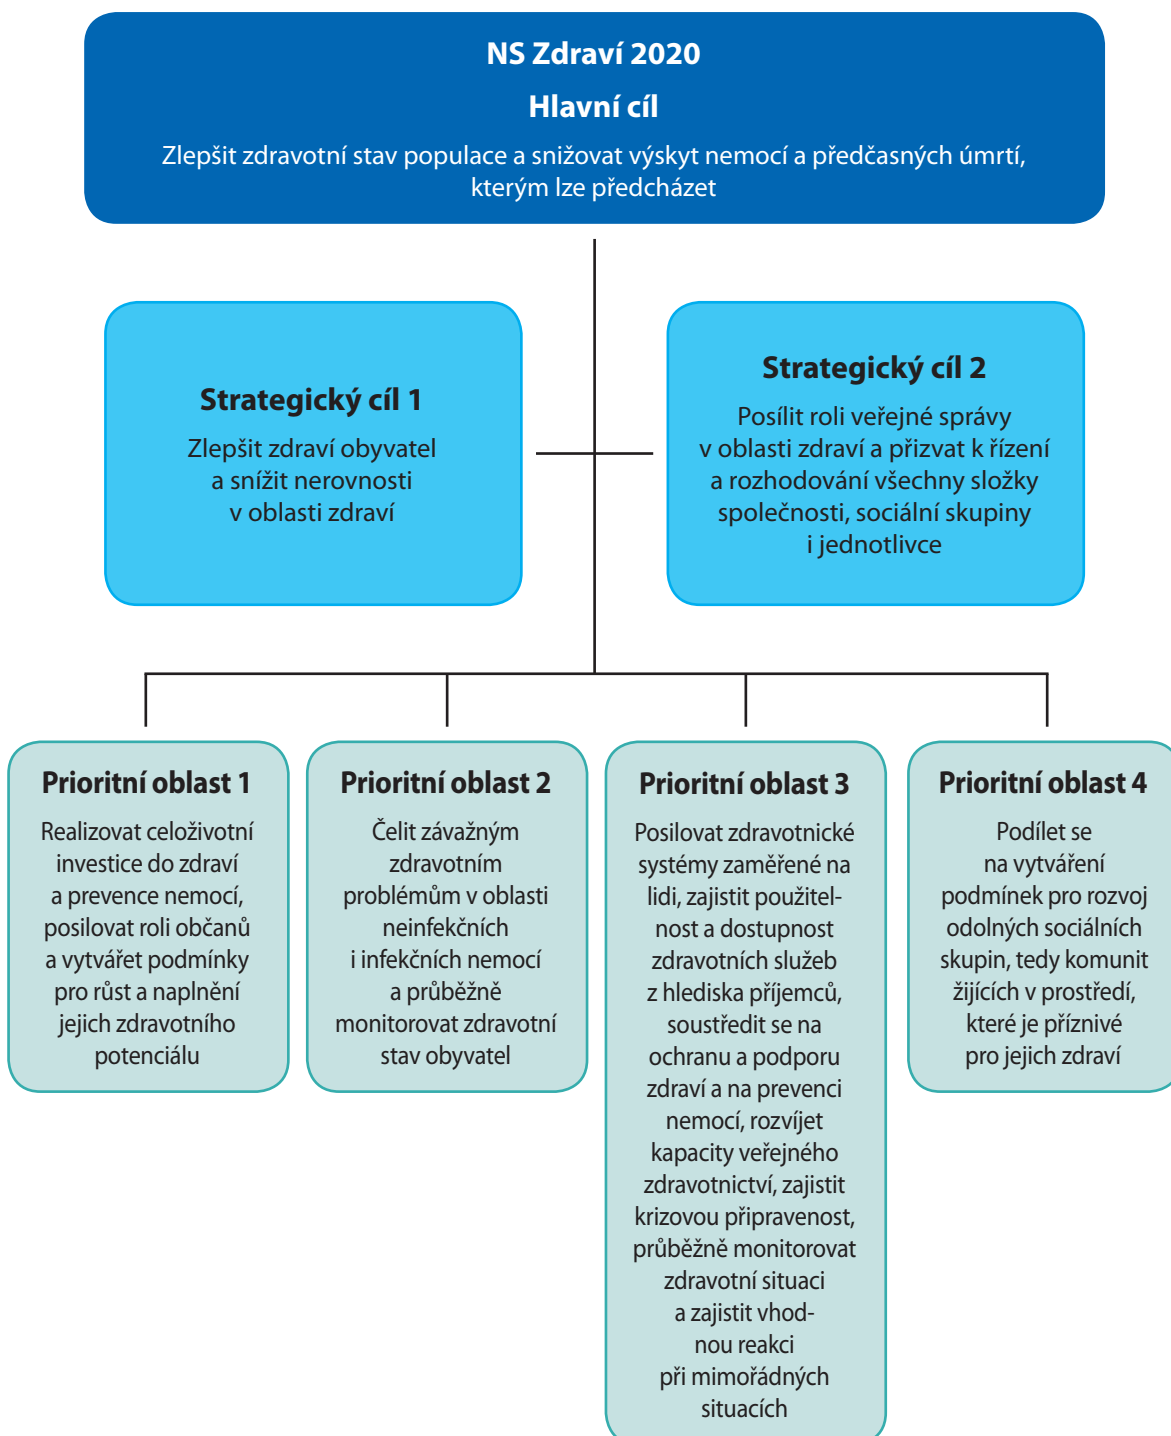 NS Zdraví 2020
Hlavní cíl
Zlepšit zdravotní stav populace a snižovat výskyt nemocí a předčasných úmrtí,
kterým lze předcházet
Strategický cíl 1
Zlepšit zdraví obyvatel
a snížit nerovnosti
v oblasti zdraví
Strategický cíl 2
Posílit roli veřejné správy
v oblasti zdraví a přizvat k řízení
a rozhodování všechny složky
společnosti, sociální skupiny
i jednotlivce
Prioritní oblast 1
Realizovat celoživotní
investice do zdraví
a prevence nemocí,
posilovat roli občanů
a vytvářet podmínky
pro růst a naplnění
jejich zdravotního
potenciálu
Prioritní oblast 2
Čelit závažným
zdravotním
problémům v oblasti
neinfekčních
i infekčních nemocí
a průběžně
monitorovat zdravotní
stav obyvatel
Prioritní oblast 3
Posilovat zdravotnické
systémy zaměřené na
lidi, zajistit použitel-
nost a dostupnost
zdravotních služeb
z hlediska příjemců,
soustředit se na
ochranu a podporu
zdraví a na prevenci
nemocí, rozvíjet
kapacity veřejného
zdravotnictví, zajistit
krizovou připravenost,
průběžně monitorovat
zdravotní situaci
a zajistit vhod-
nou reakci
při mimořádných
situacích
Prioritní oblast 4
Podílet se
na vytváření
podmínek pro rozvoj
odolných sociálních
skupin, tedy komunit
žijících v prostředí,
které je příznivé
pro jejich zdraví